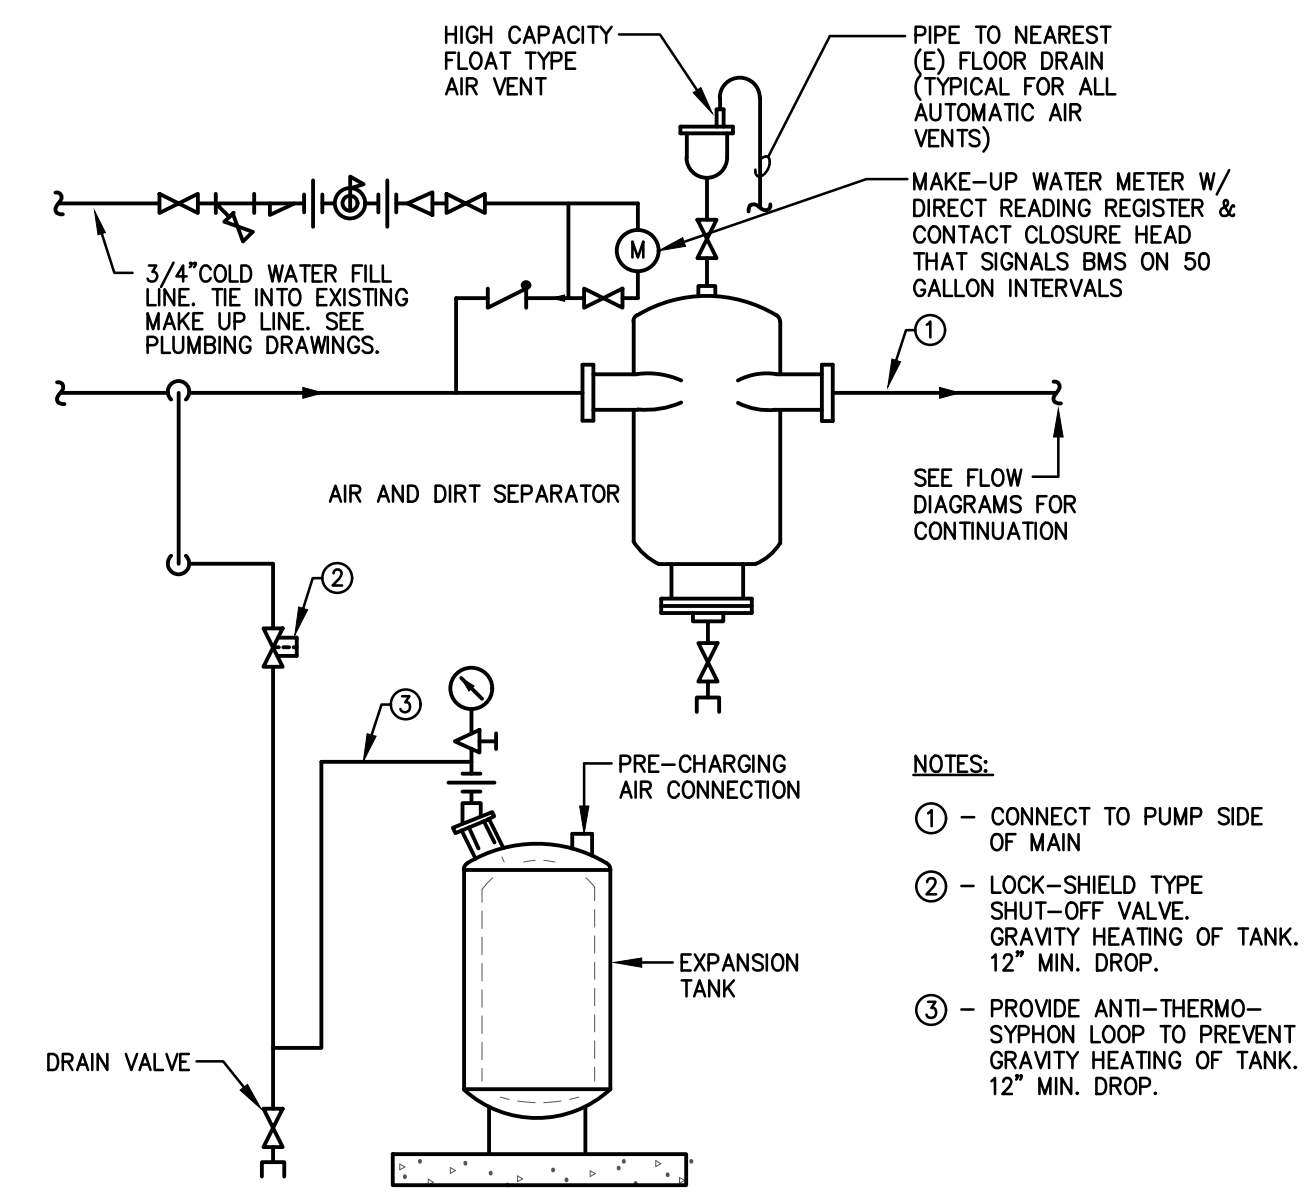 HIGH CAPACITY
FLOAT TYPE
AIR VENT
PIPE TO NEAREST
(E) FLOOR DRAIN
(TYPICAL FOR ALL
AUTOMATIC AIR
VENTS)
MAKE-UP WATER METER W/
DIRECT READING REGISTER &
CONTACT CLOSURE HEAD
THAT SIGNALS BMS ON 50
GALLON INTERVALS
M
3/4"COLD WATER FILL
LINE. TIE INTO EXISTING
MAKE UP LINE. SEE
PLUMBING DRAWINGS.
1
AIR AND DIRT SEPARATOR
SEE FLOW
DIAGRAMS FOR
CONTINUATION
2
3
PRE-CHARGING
AIR CONNECTION
EXPANSION
TANK
DRAIN VALVE
NOTES:
1 - CONNECT TO PUMP SIDE
OF MAIN
2 - LOCK-SHIELD TYPE
SHUT-OFF VALVE.
GRAVITY HEATING OF TANK.
12" MIN. DROP.
3 - PROVIDE ANTI-THERMO-
SYPHON LOOP TO PREVENT
GRAVITY HEATING OF TANK.
12" MIN. DROP.